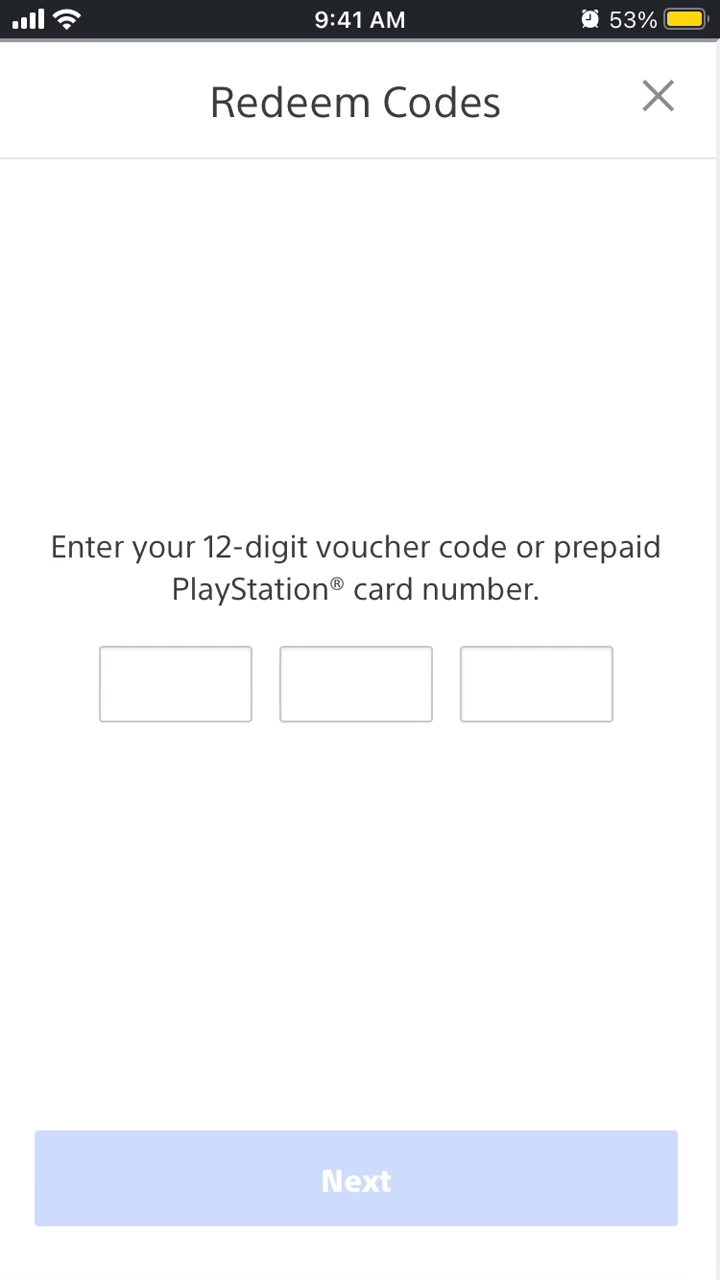 9:41 AM
53%
Redeem Codes
Enter your 12-digit voucher code or prepaid
PlayStation® card number.
Next